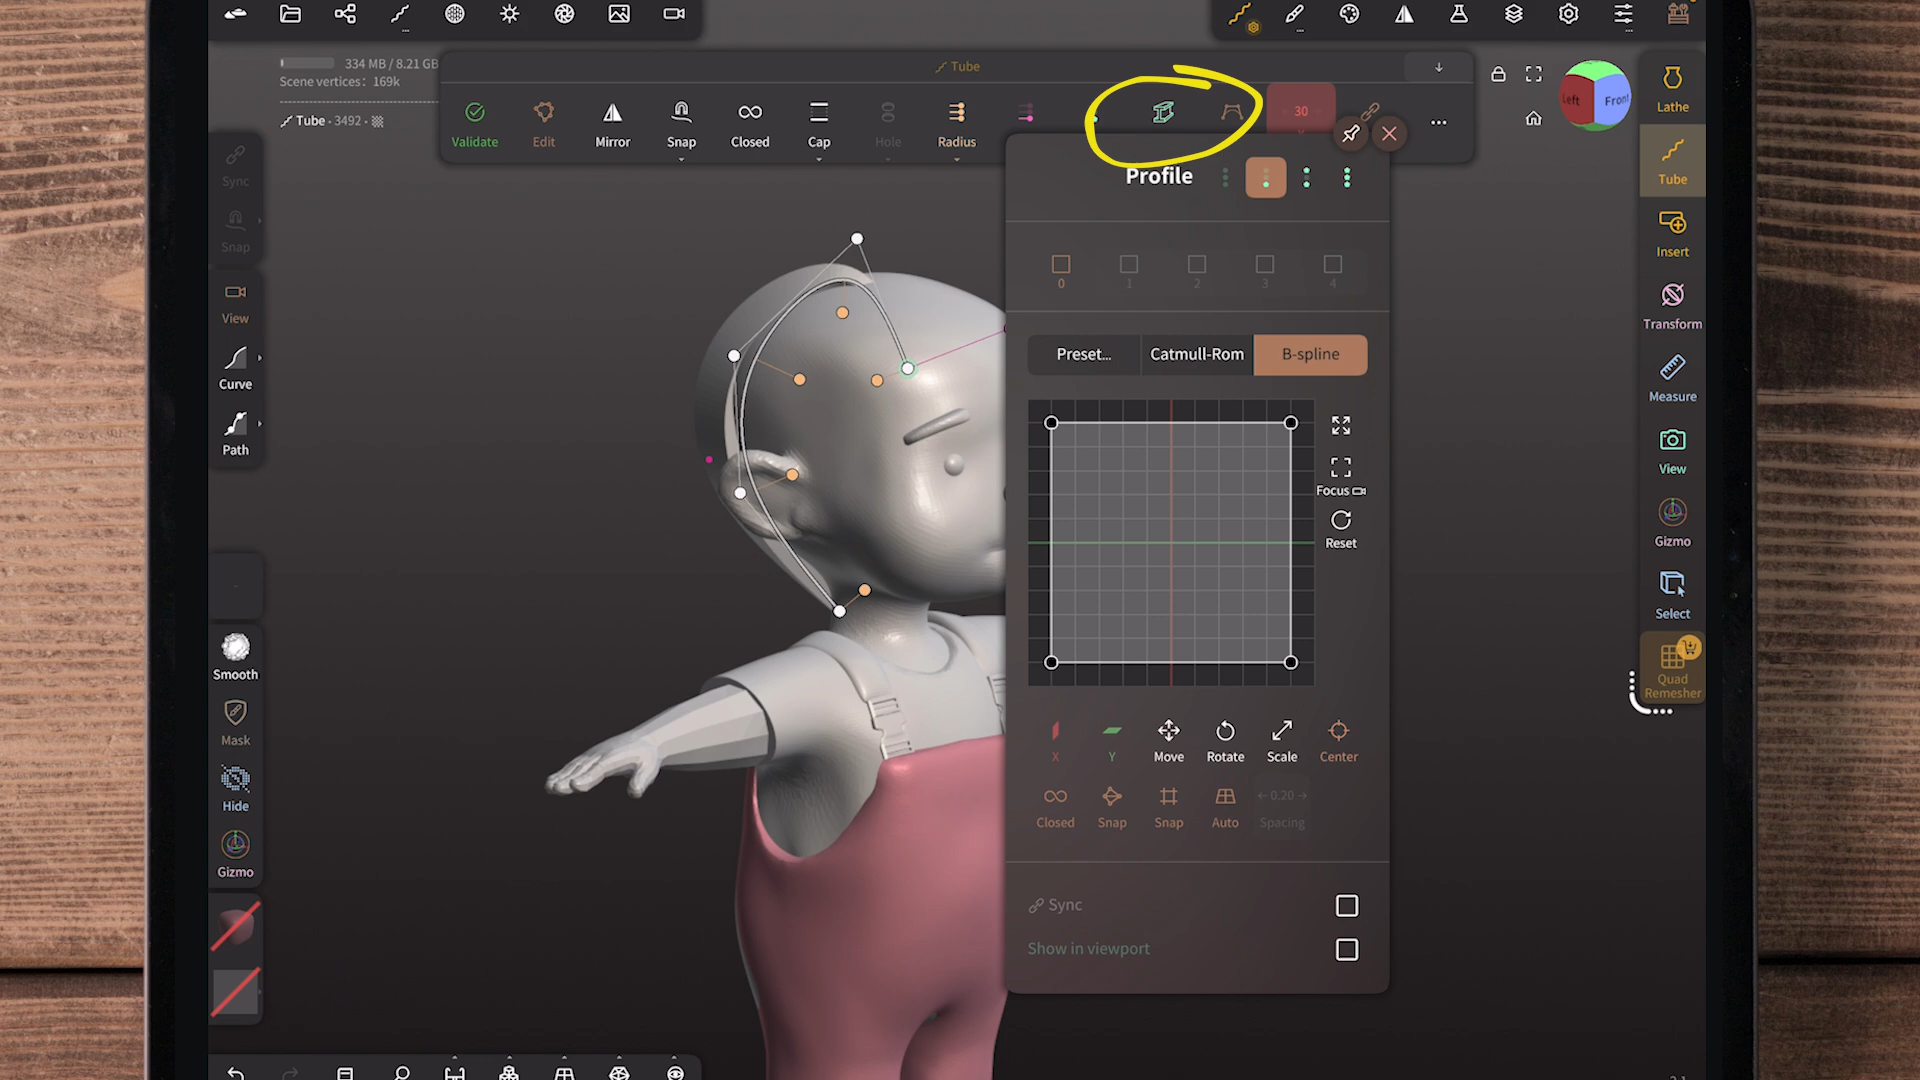 334 MB / 8.21 GB
Scene vertices: 169k
Tube • 3492 •
Tube
Validate
Edit
Mirror
Snap
Closed
Cap
Hole
Radius
30
...
Left
Front
Lathe
Tube
Insert
Transform
Measure
View
Gizmo
Select
Quad
Remesher
Sync
Snap
View
Curve
Path
Smooth
Mask
Hide
Gizmo
Profile
0
1
2
3
4
Preset...
Catmull-Rom
B-spline
Focus
Reset
X
Y
Move
Rotate
Scale
Center
Closed
Snap
Snap
Auto
0.20
Spacing
Sync
Show in viewport